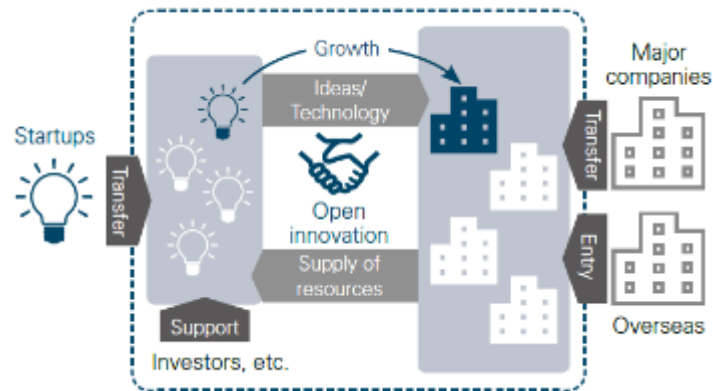 Growth
Major
companies
Ideas/
Technology
Startups
Transfer
Transfer
Open
innovation
Entry
Supply of
resources
Support
Overseas
Investors, etc.